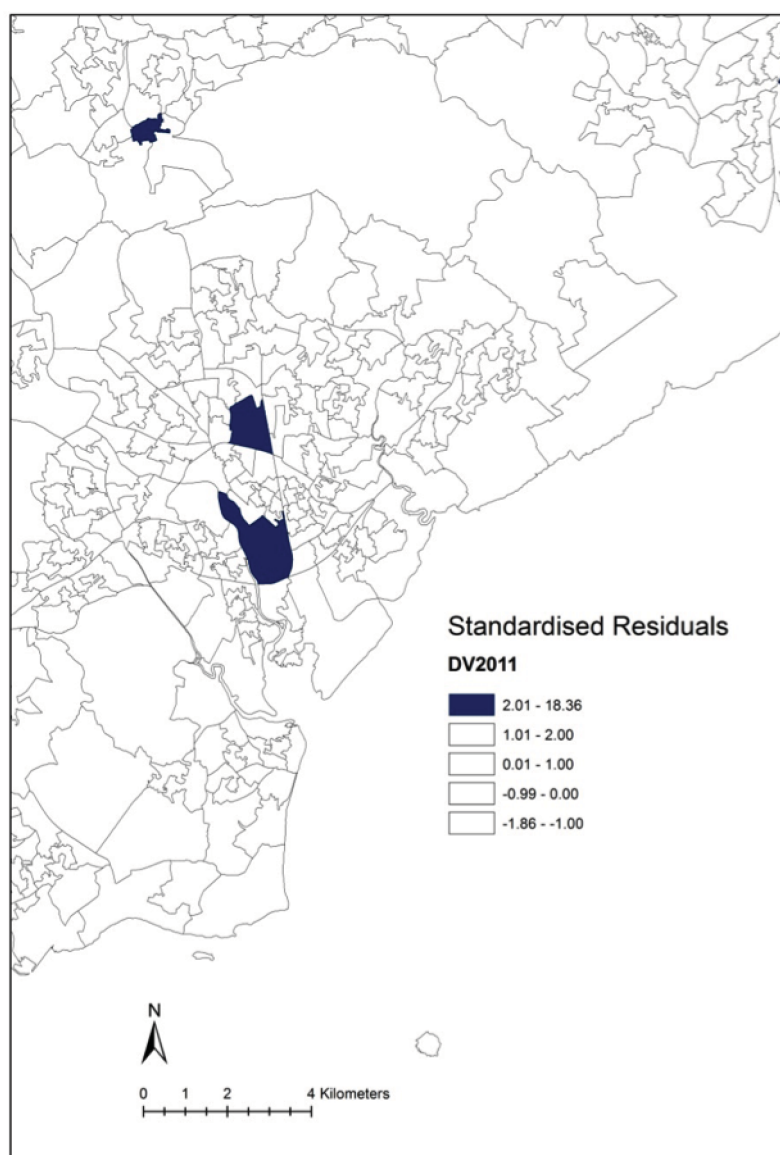 Standardised Residuals
DV2011
2.01 - 18.36
1.01 - 2.00
0.01 - 1.00
-0.99 - 0.00
-1.86 - -1.00
N
0 1 2 4 Kilometers